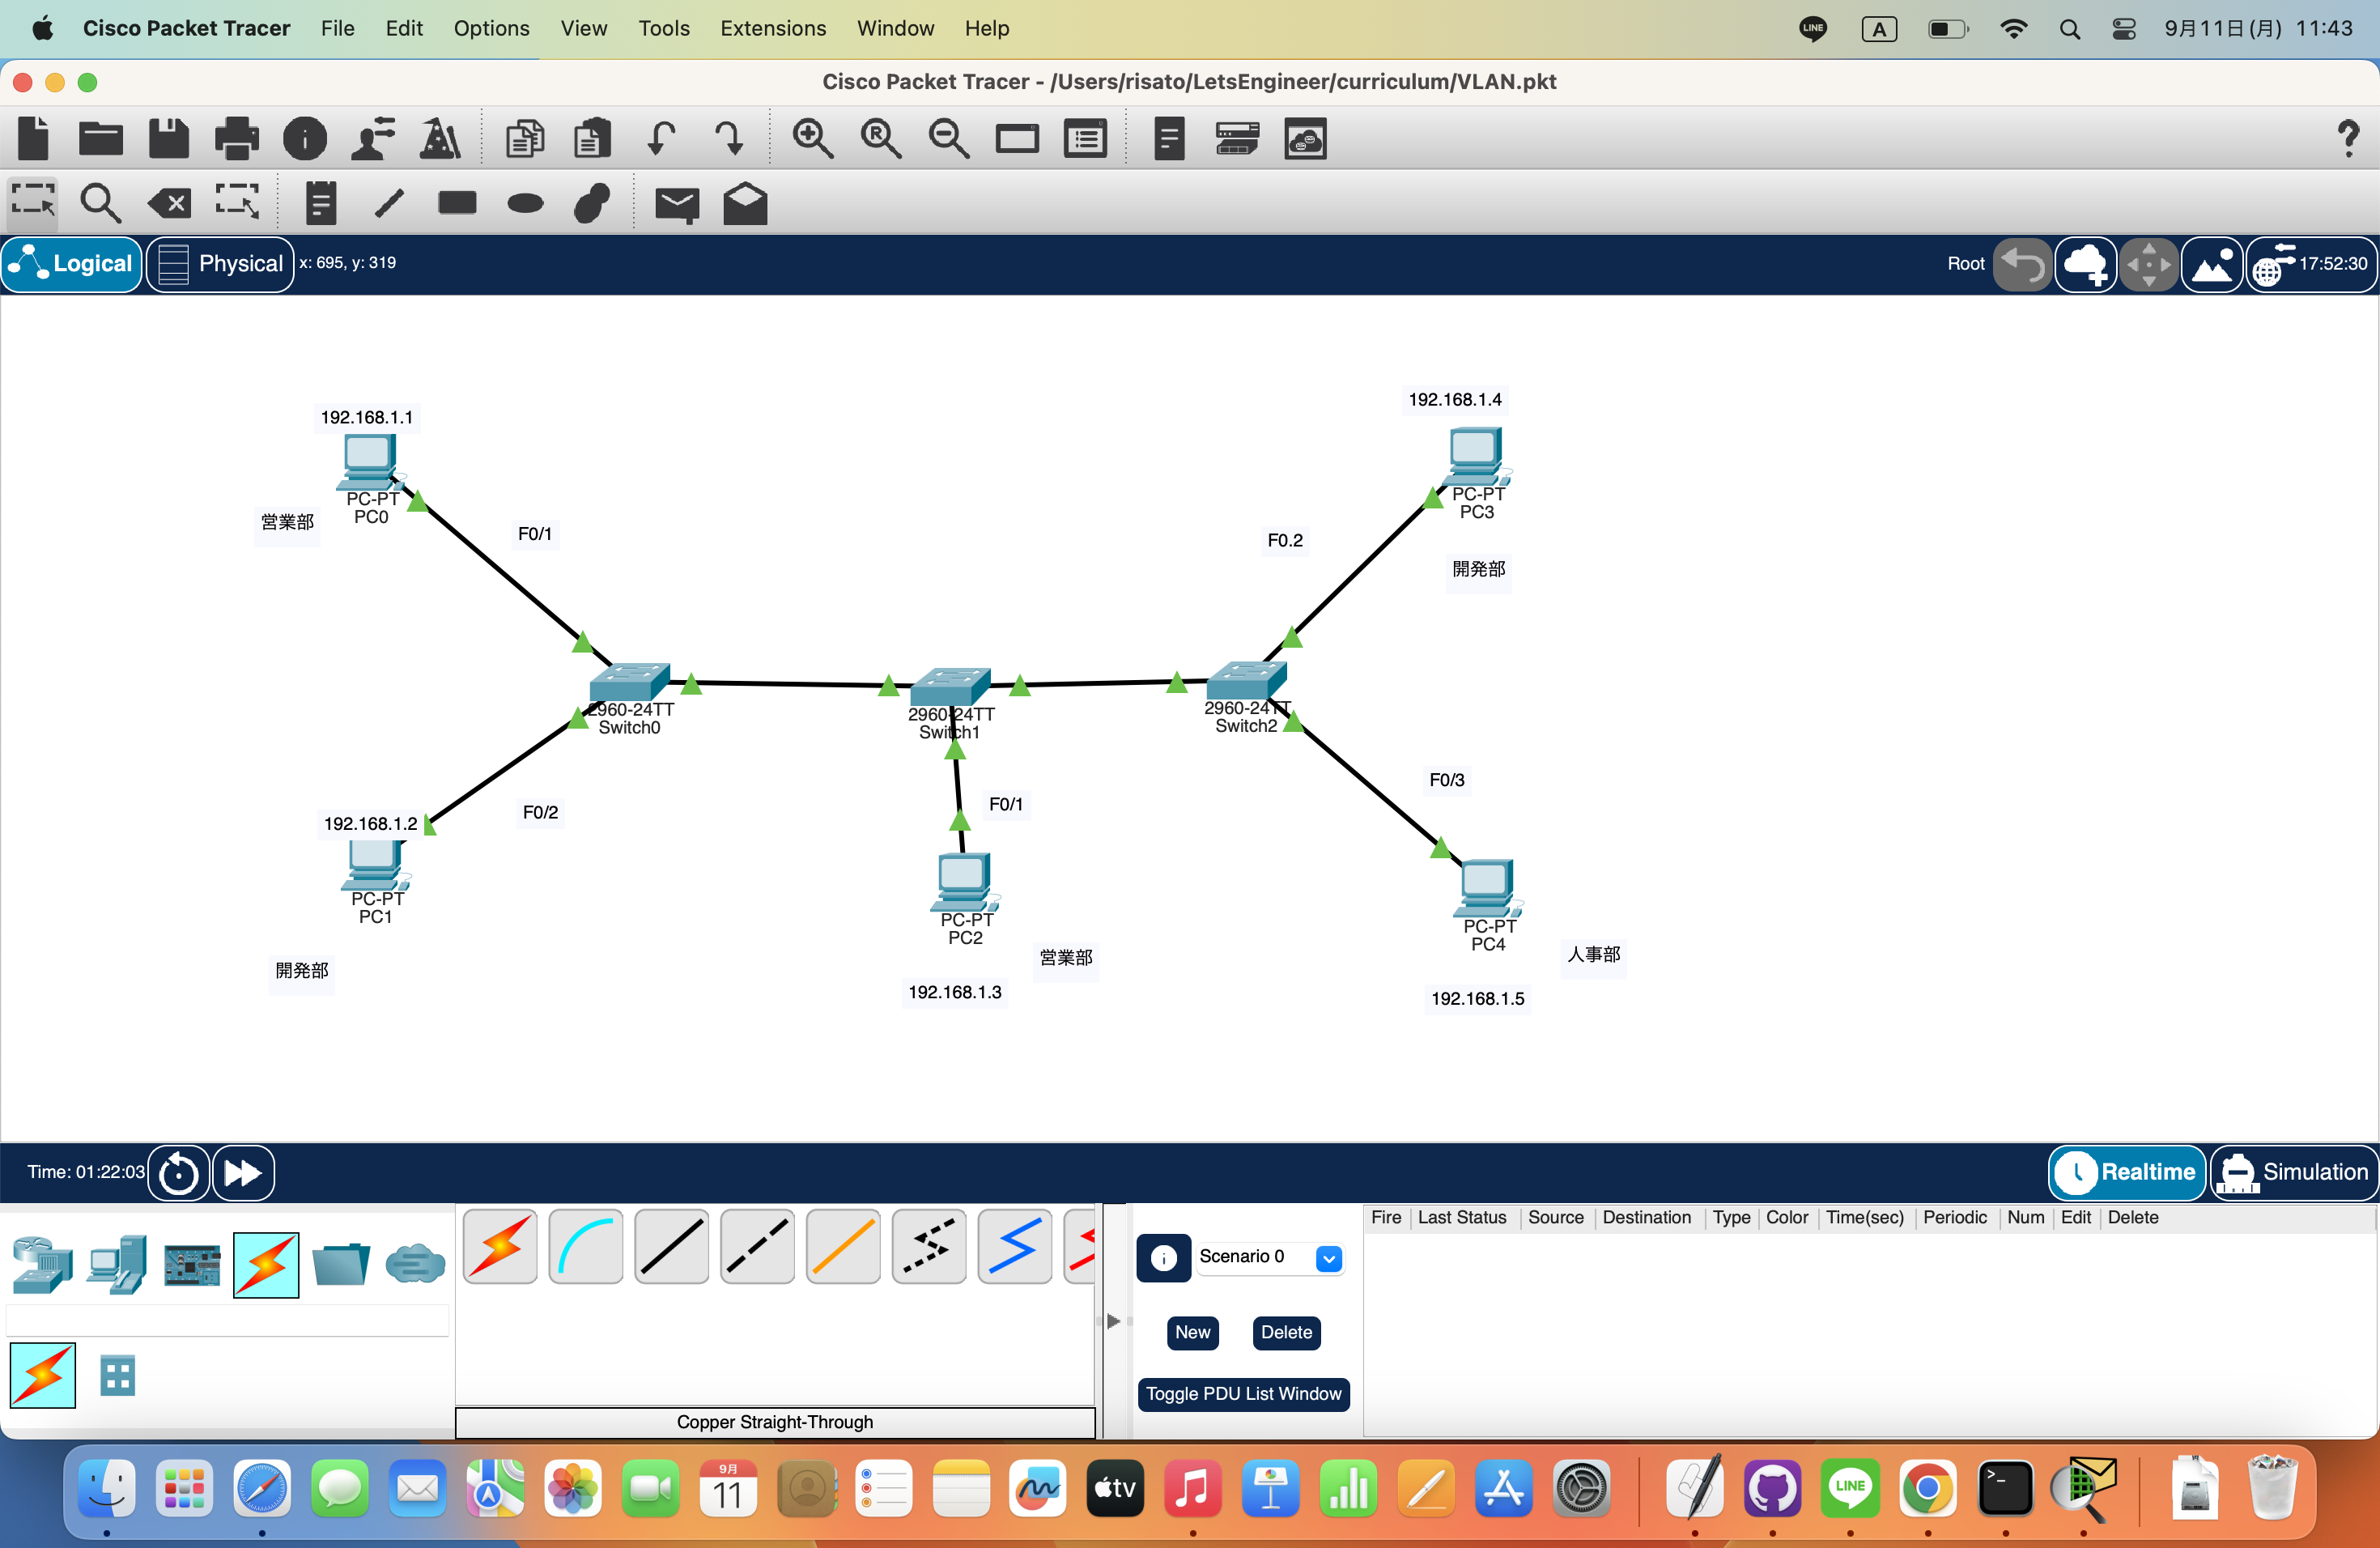 Cisco Packet Tracer File Edit Options View Tools Extensions Window Help LINE A 9月11日(月) 11:43
Cisco Packet Tracer - /Users/risato/LetsEngineer/curriculum/VLAN.pkt
Logical Physical x: 695, y: 319 Root 17:52:30
192.168.1.1
PC-PT
PC0
営業部
F0/1
192.168.1.4
PC-PT
PC3
F0.2
開発部
2960-24TT
Switch0
2960-24TT
Switch1
2960-24TT
Switch2
192.168.1.2
PC-PT
PC1
F0/2
開発部
F0/1
PC-PT
PC2
営業部
192.168.1.3
F0/3
PC-PT
PC4
人事部
192.168.1.5
Time: 01:22:03 Realtime Simulation
Scenario 0
New Delete
Toggle PDU List Window
Copper Straight-Through
Fire Last Status Source Destination Type Color Time(sec) Periodic Num Edit Delete
9月
11
tv
LINE
>_